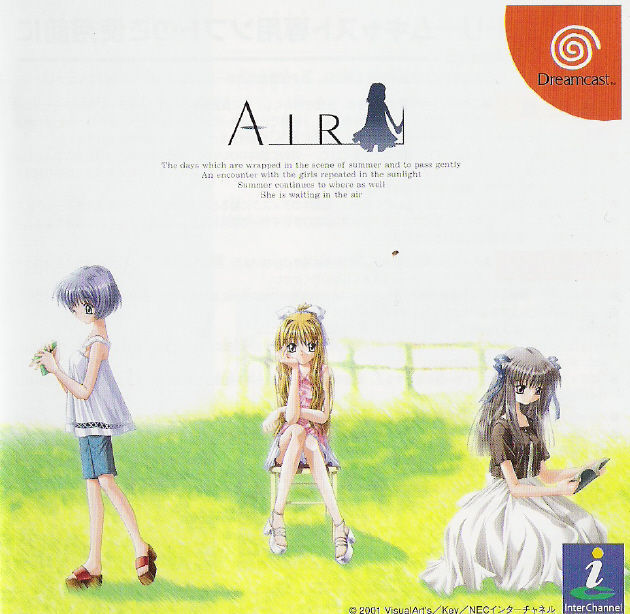 Dreamcast™
AIR
The days which are wrapped in the scene of summer and to pass gently
An encounter with the girls repeated in the sunlight
Summer continues to where as well
She is waiting in the air
i
InterChannel
© 2001 VisualArt's／Key／NECインターチャネル